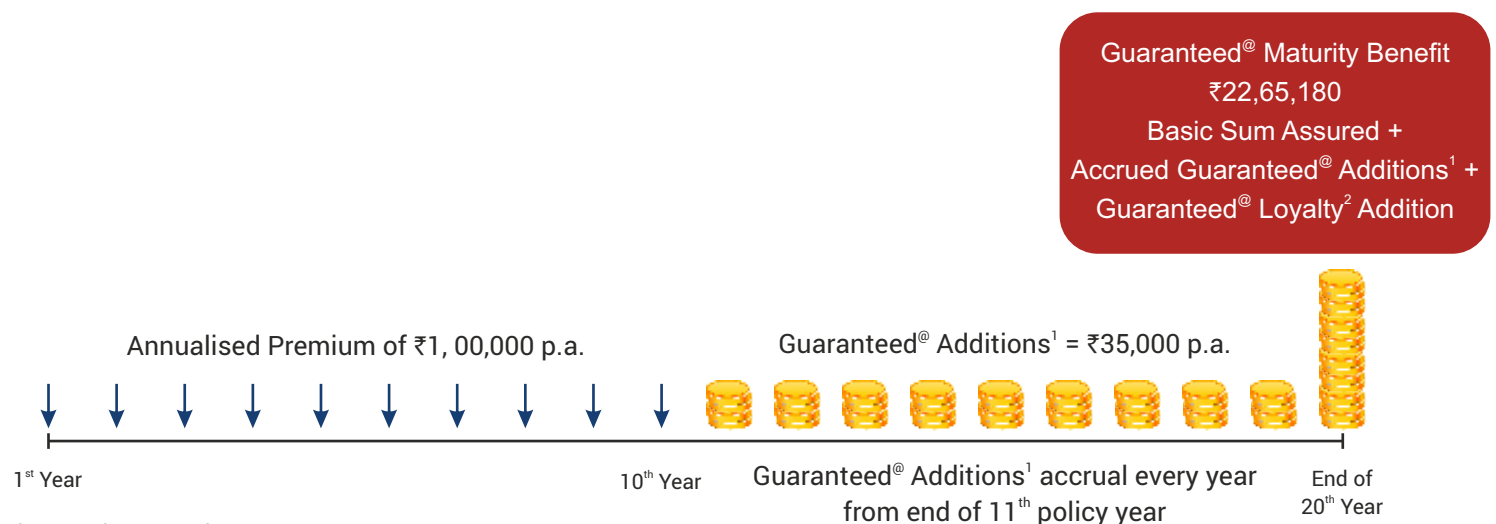 Guaranteed@ Maturity Benefit
₹22,65,180
Basic Sum Assured +
Accrued Guaranteed@ Additions¹ +
Guaranteed@ Loyalty² Addition
Annualised Premium of ₹1, 00,000 p.a.
Guaranteed@ Additions¹ = ₹35,000 p.a.
1st Year
10th Year
Guaranteed@ Additions¹ accrual every year
from end of 11th policy year
End of
20th Year